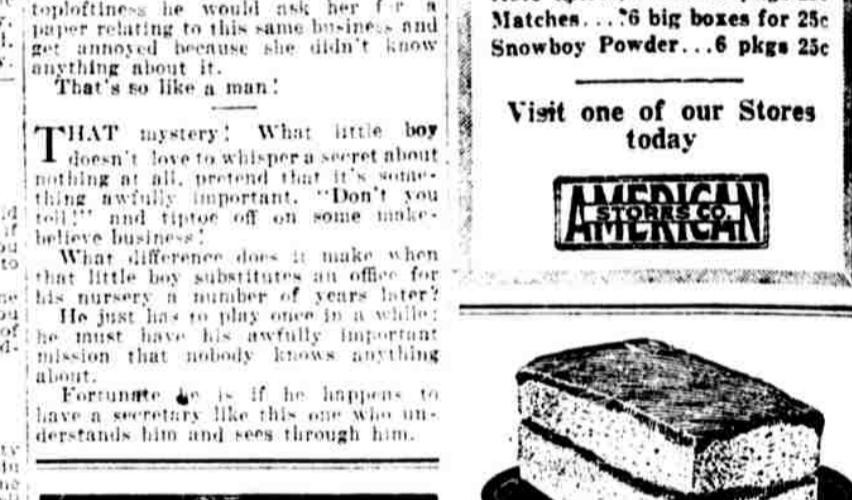 toploftiness he would ask her for a
paper relating to this same business and
get annoyed because she didn't know
anything about it.
That's so like a man!
THAT mystery! What little boy
doesn't love to whisper a secret about
nothing at all, pretend that it's some-
thing awfully important. "Don't you
tell!" and tiptoe off on some make-
believe business!
What difference does it make when
that little boy substitutes an office for
his nursery a number of years later?
He just has to play once in a while;
he must have his awfully important
mission that nobody knows anything
about.
Fortunate he is if he happens to
have a secretary like this one who un-
derstands him and sees through him.
Matches...6 big boxes for 25c
Snowboy Powder...6 pkgs 25c
Visit one of our Stores
today
AMERICAN
STORES CO.